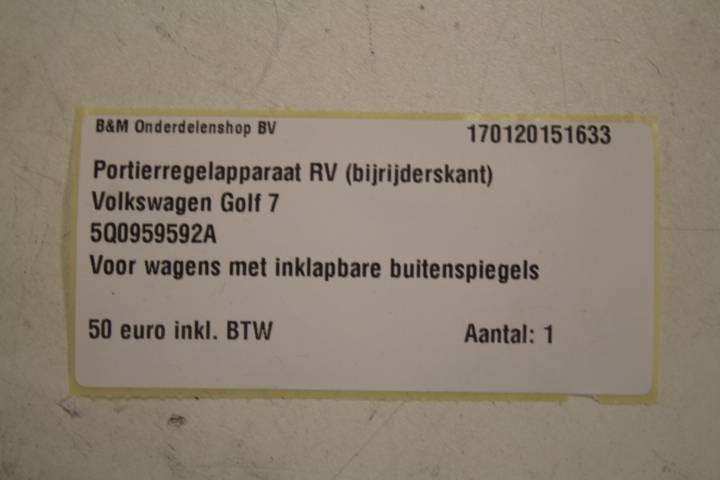 B&M Onderdelenshop BV 170120151633
Portierregelapparaat RV (bijrijderskant)
Volkswagen Golf 7
5Q0959592A
Voor wagens met inklapbare buitenspiegels
50 euro inkl. BTW Aantal: 1